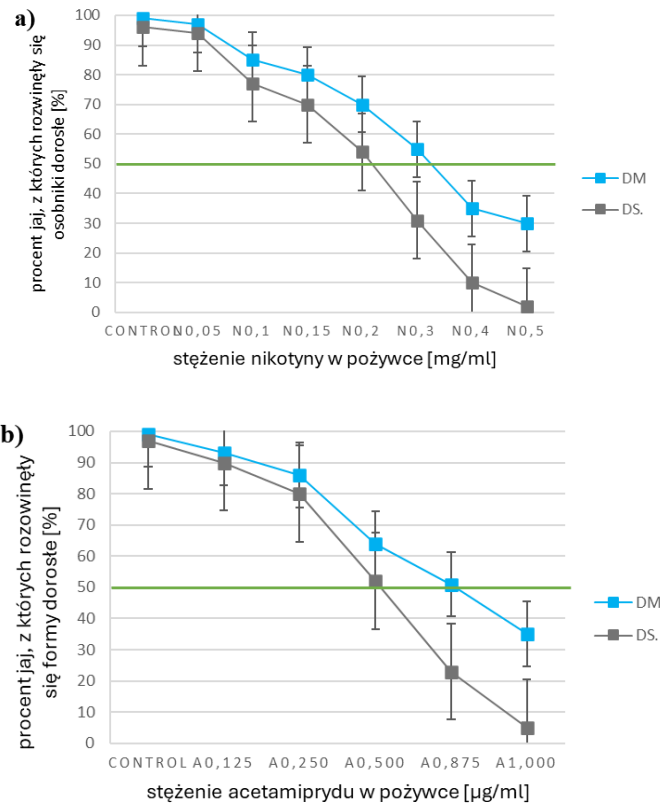 a)
procent jaj, z których rozwinęły się
osobniki dorosłe [%]
100
90
80
70
60
50
40
30
20
10
0
CONTROL N0,05 N0,1 N0,15 N0,2 N0,3 N0,4 N0,5
stężenie nikotyny w pożywce [mg/ml]
DM
DS.
b)
procent jaj, z których rozowinęły
się formy dorosłe [%]
100
90
80
70
60
50
40
30
20
10
0
CONTROL A0,125 A0,250 A0,500 A0,875 A1,000
stężenie acetamiprydu w pożywce [µg/ml]
DM
DS.